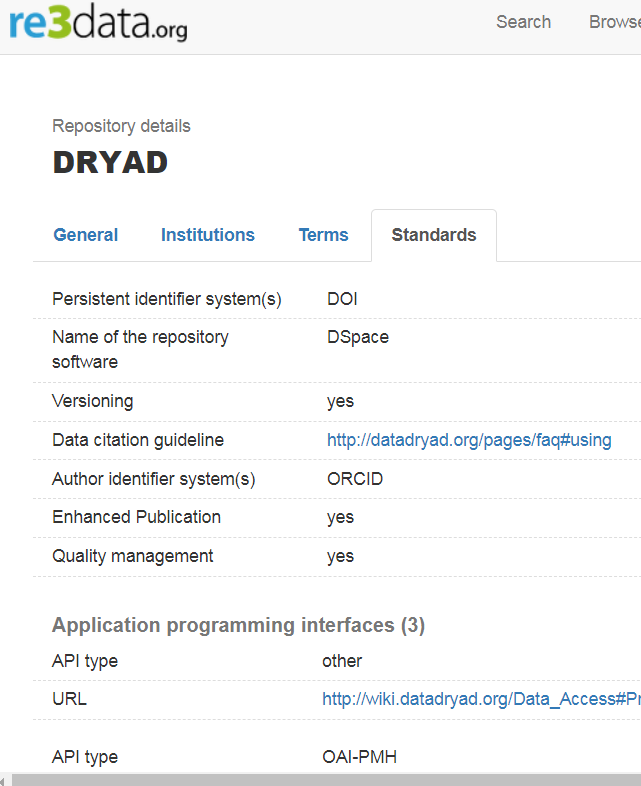 re3data.org Search Browse
Repository details
DRYAD
General Institutions Terms Standards
Persistent identifier system(s) DOI
Name of the repository DSpace
software
Versioning yes
Data citation guideline http://datadryad.org/pages/faq#using
Author identifier system(s) ORCID
Enhanced Publication yes
Quality management yes
Application programming interfaces (3)
API type other
URL http://wiki.datadryad.org/Data_Access#Pr
API type OAI-PMH